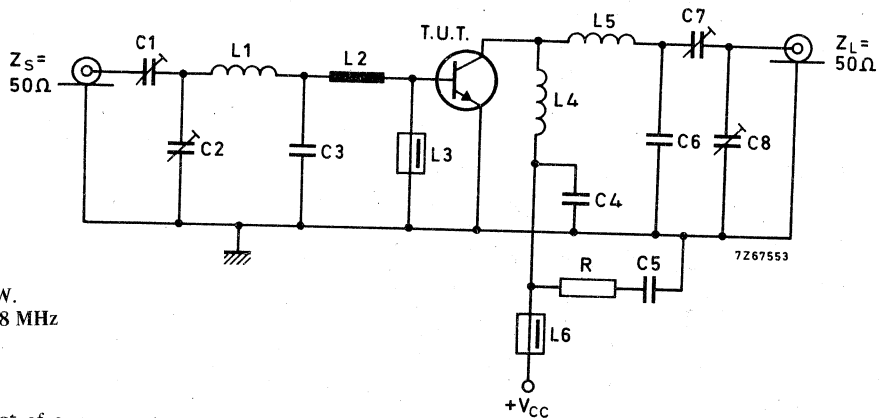 Z_S=
50Ω
C1
L1
L2
T.U.T.
L5
C7
Z_L=
50Ω
C2
C3
L3
L4
C4
C6
C8
7Z67553
R
C5
L6
+V_CC
W.
8 MHz